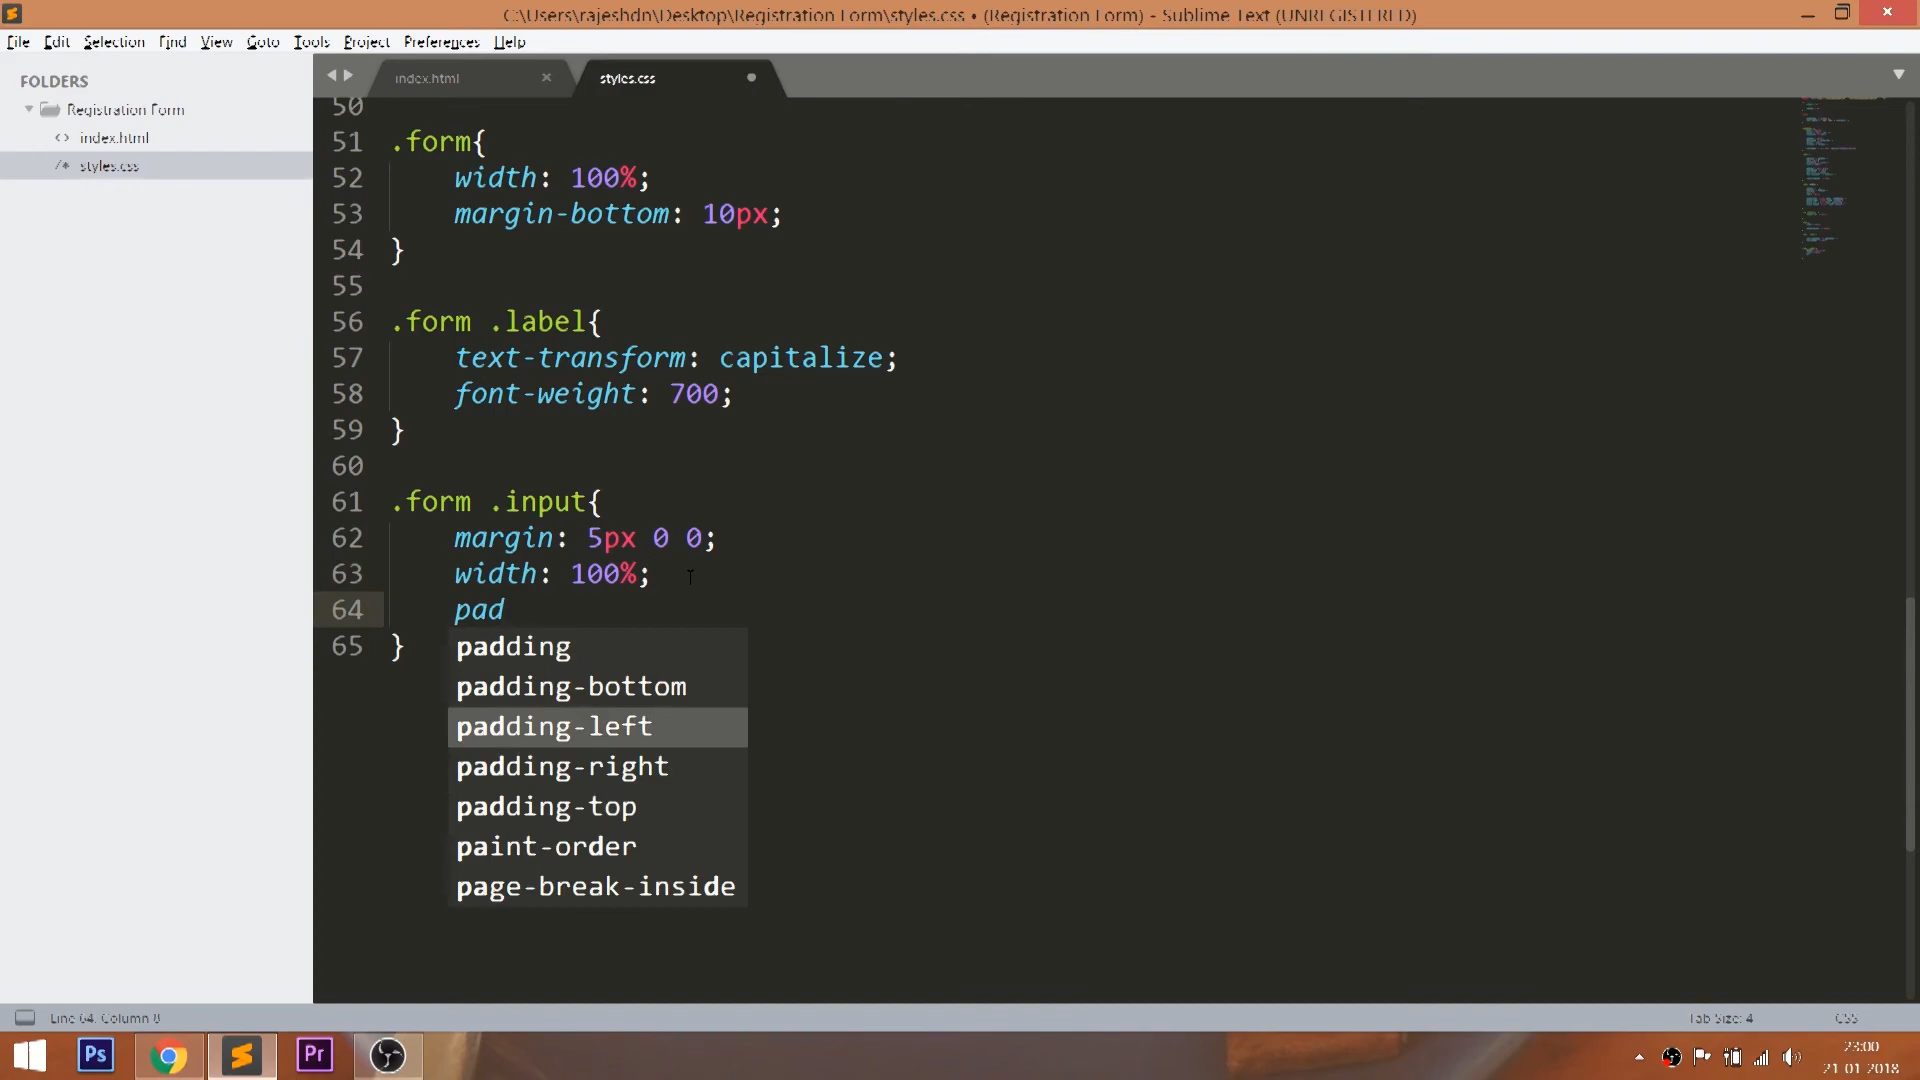 C:\Users\rajeshdn\Desktop\Registration Form\styles.css • (Registration Form) - Sublime Text (UNREGISTERED)
File Edit Selection Find View Goto Tools Project Preferences Help
FOLDERS
Registration Form
<> index.html
/* styles.css
index.html
styles.css
50
51 .form{
52 width: 100%;
53 margin-bottom: 10px;
54 }
55
56 .form .label{
57 text-transform: capitalize;
58 font-weight: 700;
59 }
60
61 .form .input{
62 margin: 5px 0 0;
63 width: 100%;
64 pad
65 }
padding
padding-bottom
padding-left
padding-right
padding-top
paint-order
page-break-inside
Line 64, Column 8
Tab Size: 4
CSS
Ps
Pr
23:00
21-01-2018